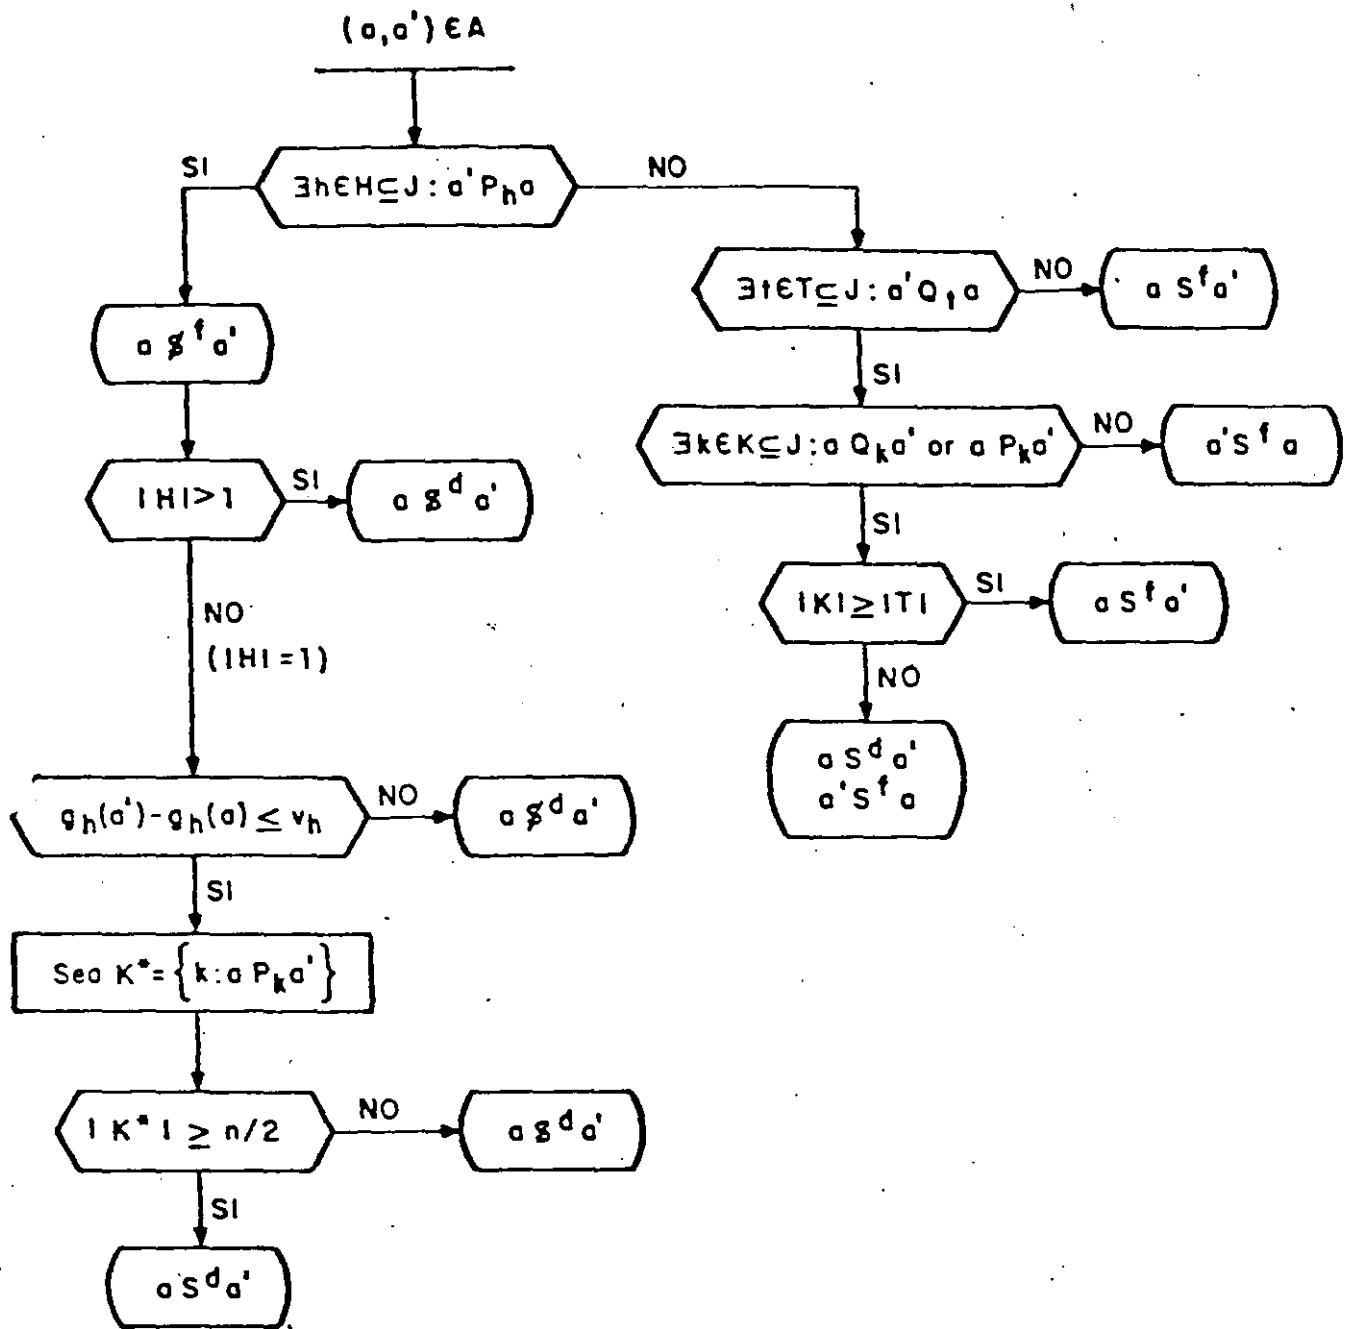 (a,a') ∈ A
SI
NO
∃h∈H⊆J: a' P_h a
∃t∈T⊆J: a' Q_t a
NO
a S^f a'
a $̸^f a'
SI
∃k∈K⊆J: a Q_k a' or a P_k a'
NO
a' S^f a
|H| > 1
SI
a $̸^d a'
SI
|K| ≥ |T|
SI
a S^f a'
NO
(|H| = 1)
NO
a S^d a'
a' S^f a
g_h(a') - g_h(a) ≤ v_h
NO
a $̸^d a'
SI
Sea K* = {k: a P_k a'}
|K*| ≥ n/2
NO
a $̸^d a'
SI
a S^d a'